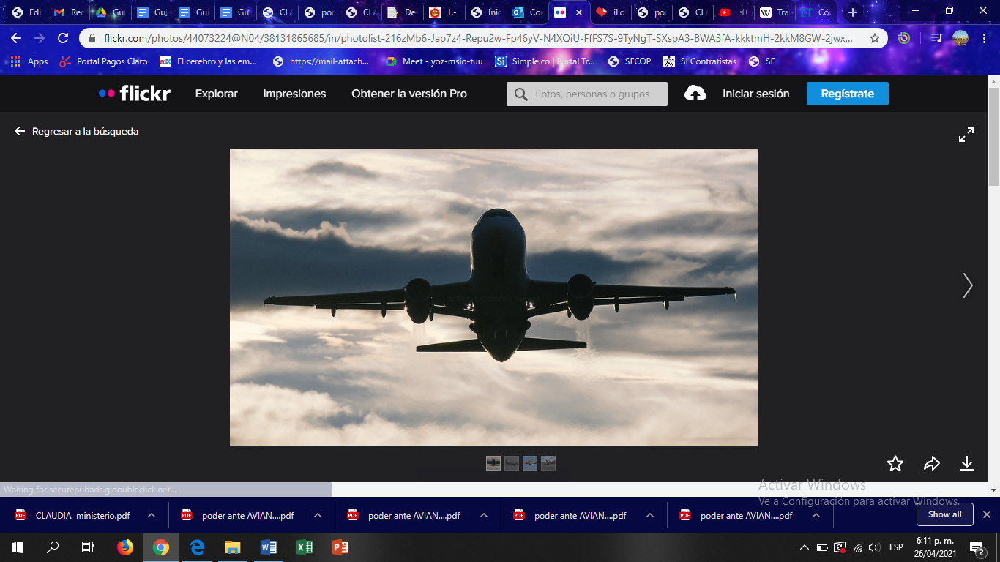 Edi
Rec
Gui
Gu
Gu
Gu
CLA
pod
CLA
De
1.-
Inic
Co
iLo
po
CLA
Tra
Có
flickr.com/photos/44073224@N04/38131865685/in/photolist-216zMb6-Jap7z4-Repu2w-Fp46yV-N4XQiU-FfFS7S-9TyNgT-SXspA3-BWA3fA-kkktmH-2kkM8GW-2jwx...
Apps Portal Pagos Claro El cerebro y las em... https://mail-attach... Meet - yoz-msio-tuu Simple.co | Portal Tr... SECOP SI Contratistas SE
flickr Explorar Impresiones Obtener la versión Pro Fotos, personas o grupos Iniciar sesión Regístrate
Regresar a la búsqueda
Waiting for securepubads.g.doubleclick.net...
Activar Windows
Ve a Configuración para activar Windows.
CLAUDIA ministerio.pdf poder ante AVIAN....pdf poder ante AVIAN....pdf poder ante AVIAN....pdf poder ante AVIAN....pdf Show all
ESP
6:11 p. m.
26/04/2021
2